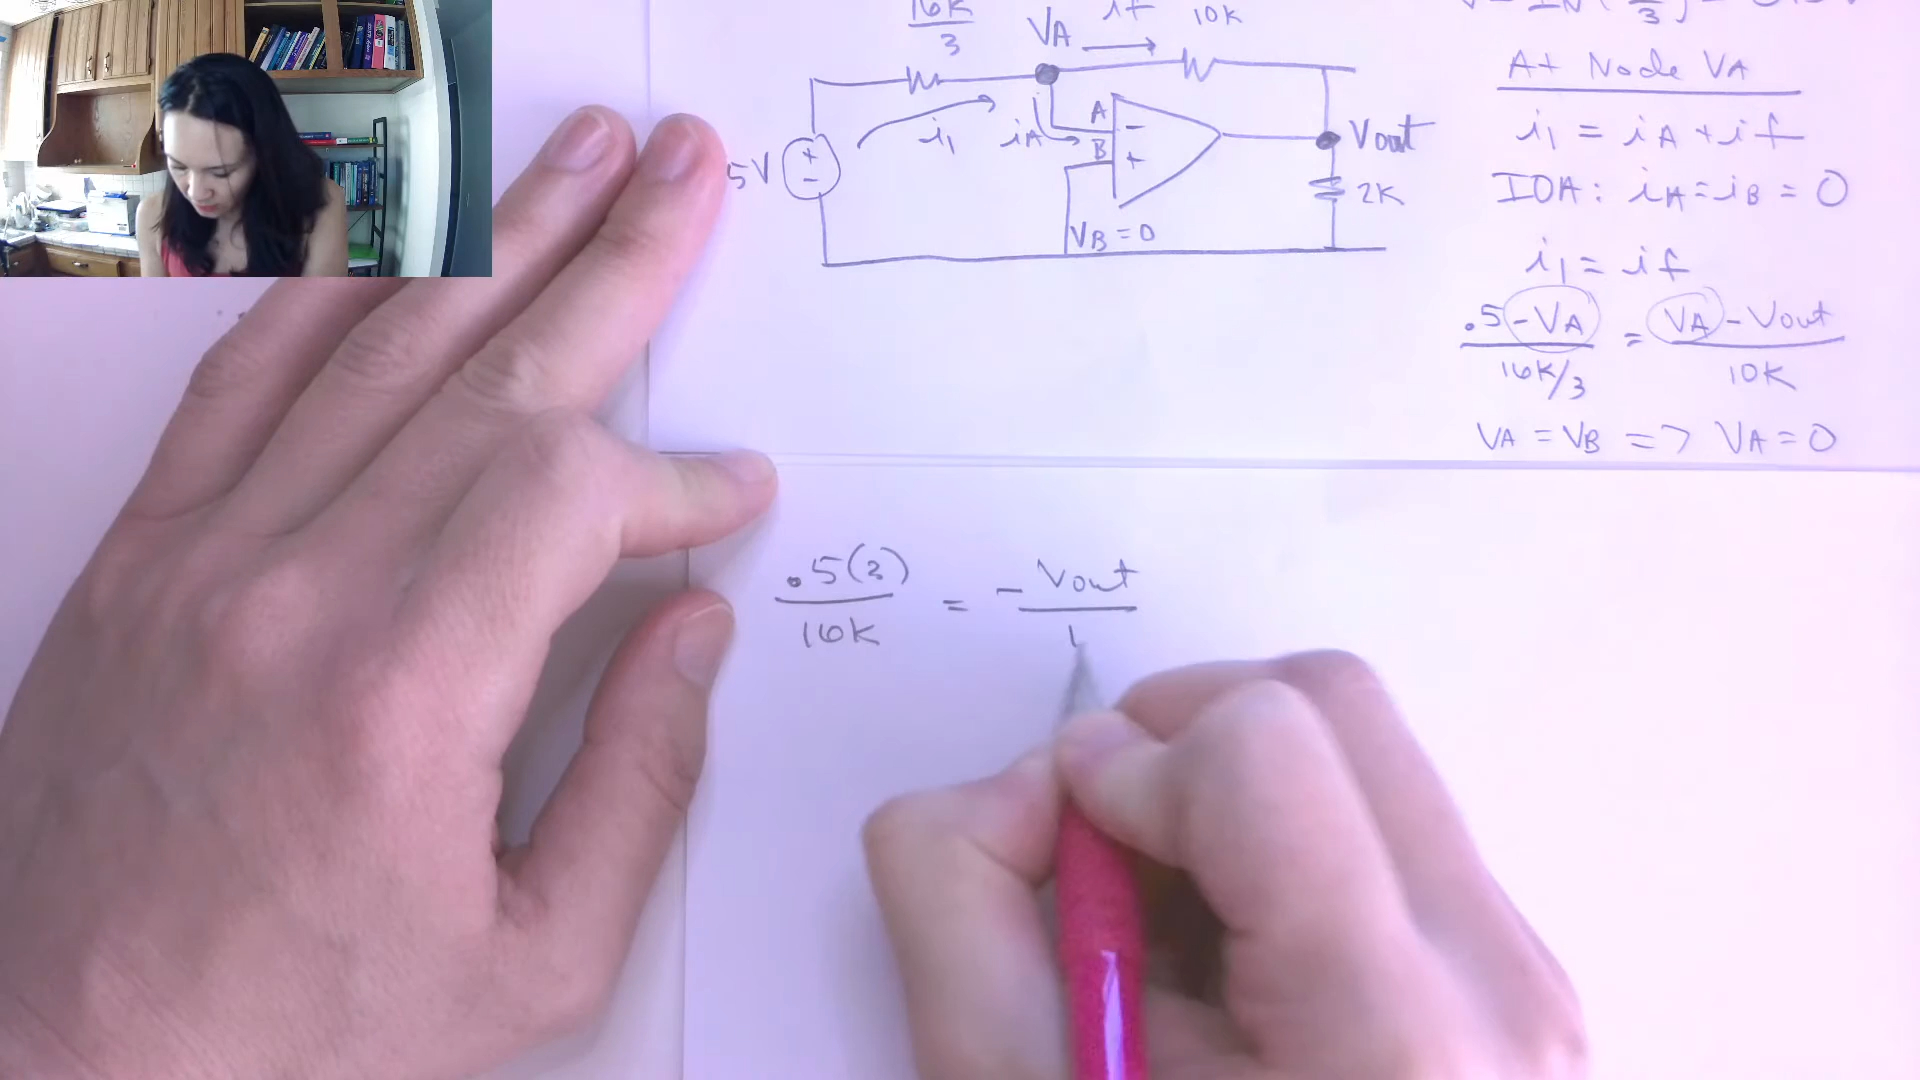 16K
3
VA if 10K
5V + - i1 iA A - B + Vout
2K
VB = 0
At Node VA
i1 = iA + if
IOA: iA = iB = 0
i1 = if
.5 - VA = VA - Vout
16K/3 10K
VA = VB => VA = 0
.5(3) = - Vout
16K 1